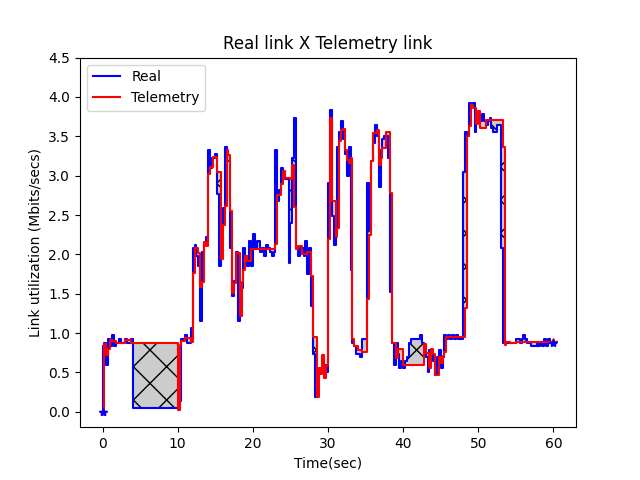 Real link X Telemetry link
Real
Telemetry
Link utilization (Mbits/secs)
4.5
4.0
3.5
3.0
2.5
2.0
1.5
1.0
0.5
0.0
0 10 20 30 40 50 60
Time(sec)